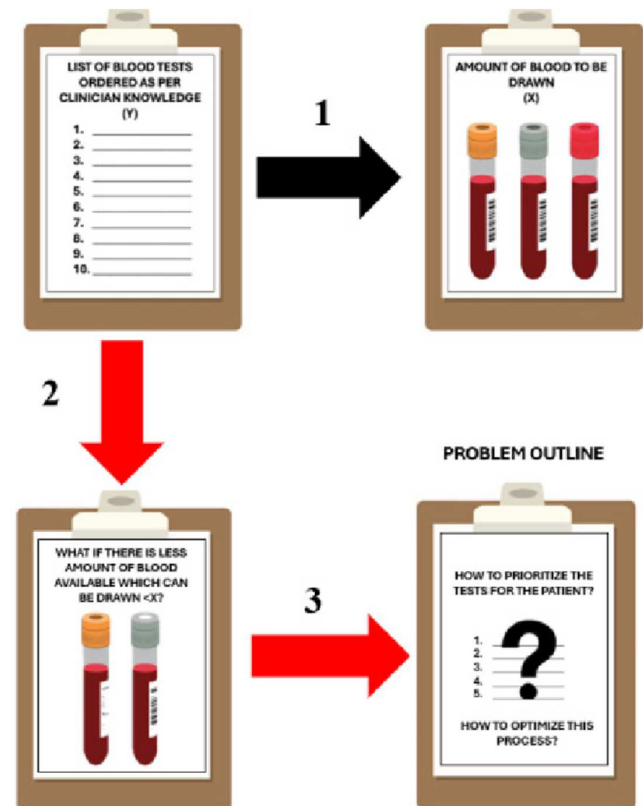 LIST OF BLOOD TESTS
ORDERED AS PER
CLINICIAN KNOWLEDGE
(Y)
1.
2.
3.
4.
5.
6.
7.
8.
9.
10.
1
AMOUNT OF BLOOD TO BE
DRAWN
(X)
2
WHAT IF THERE IS LESS
AMOUNT OF BLOOD
AVAILABLE WHICH CAN
BE DRAWN <X?
3
PROBLEM OUTLINE
HOW TO PRIORITIZE THE
TESTS FOR THE PATIENT?
1.
2.
3.
4.
5.
?
HOW TO OPTIMIZE THIS
PROCESS?